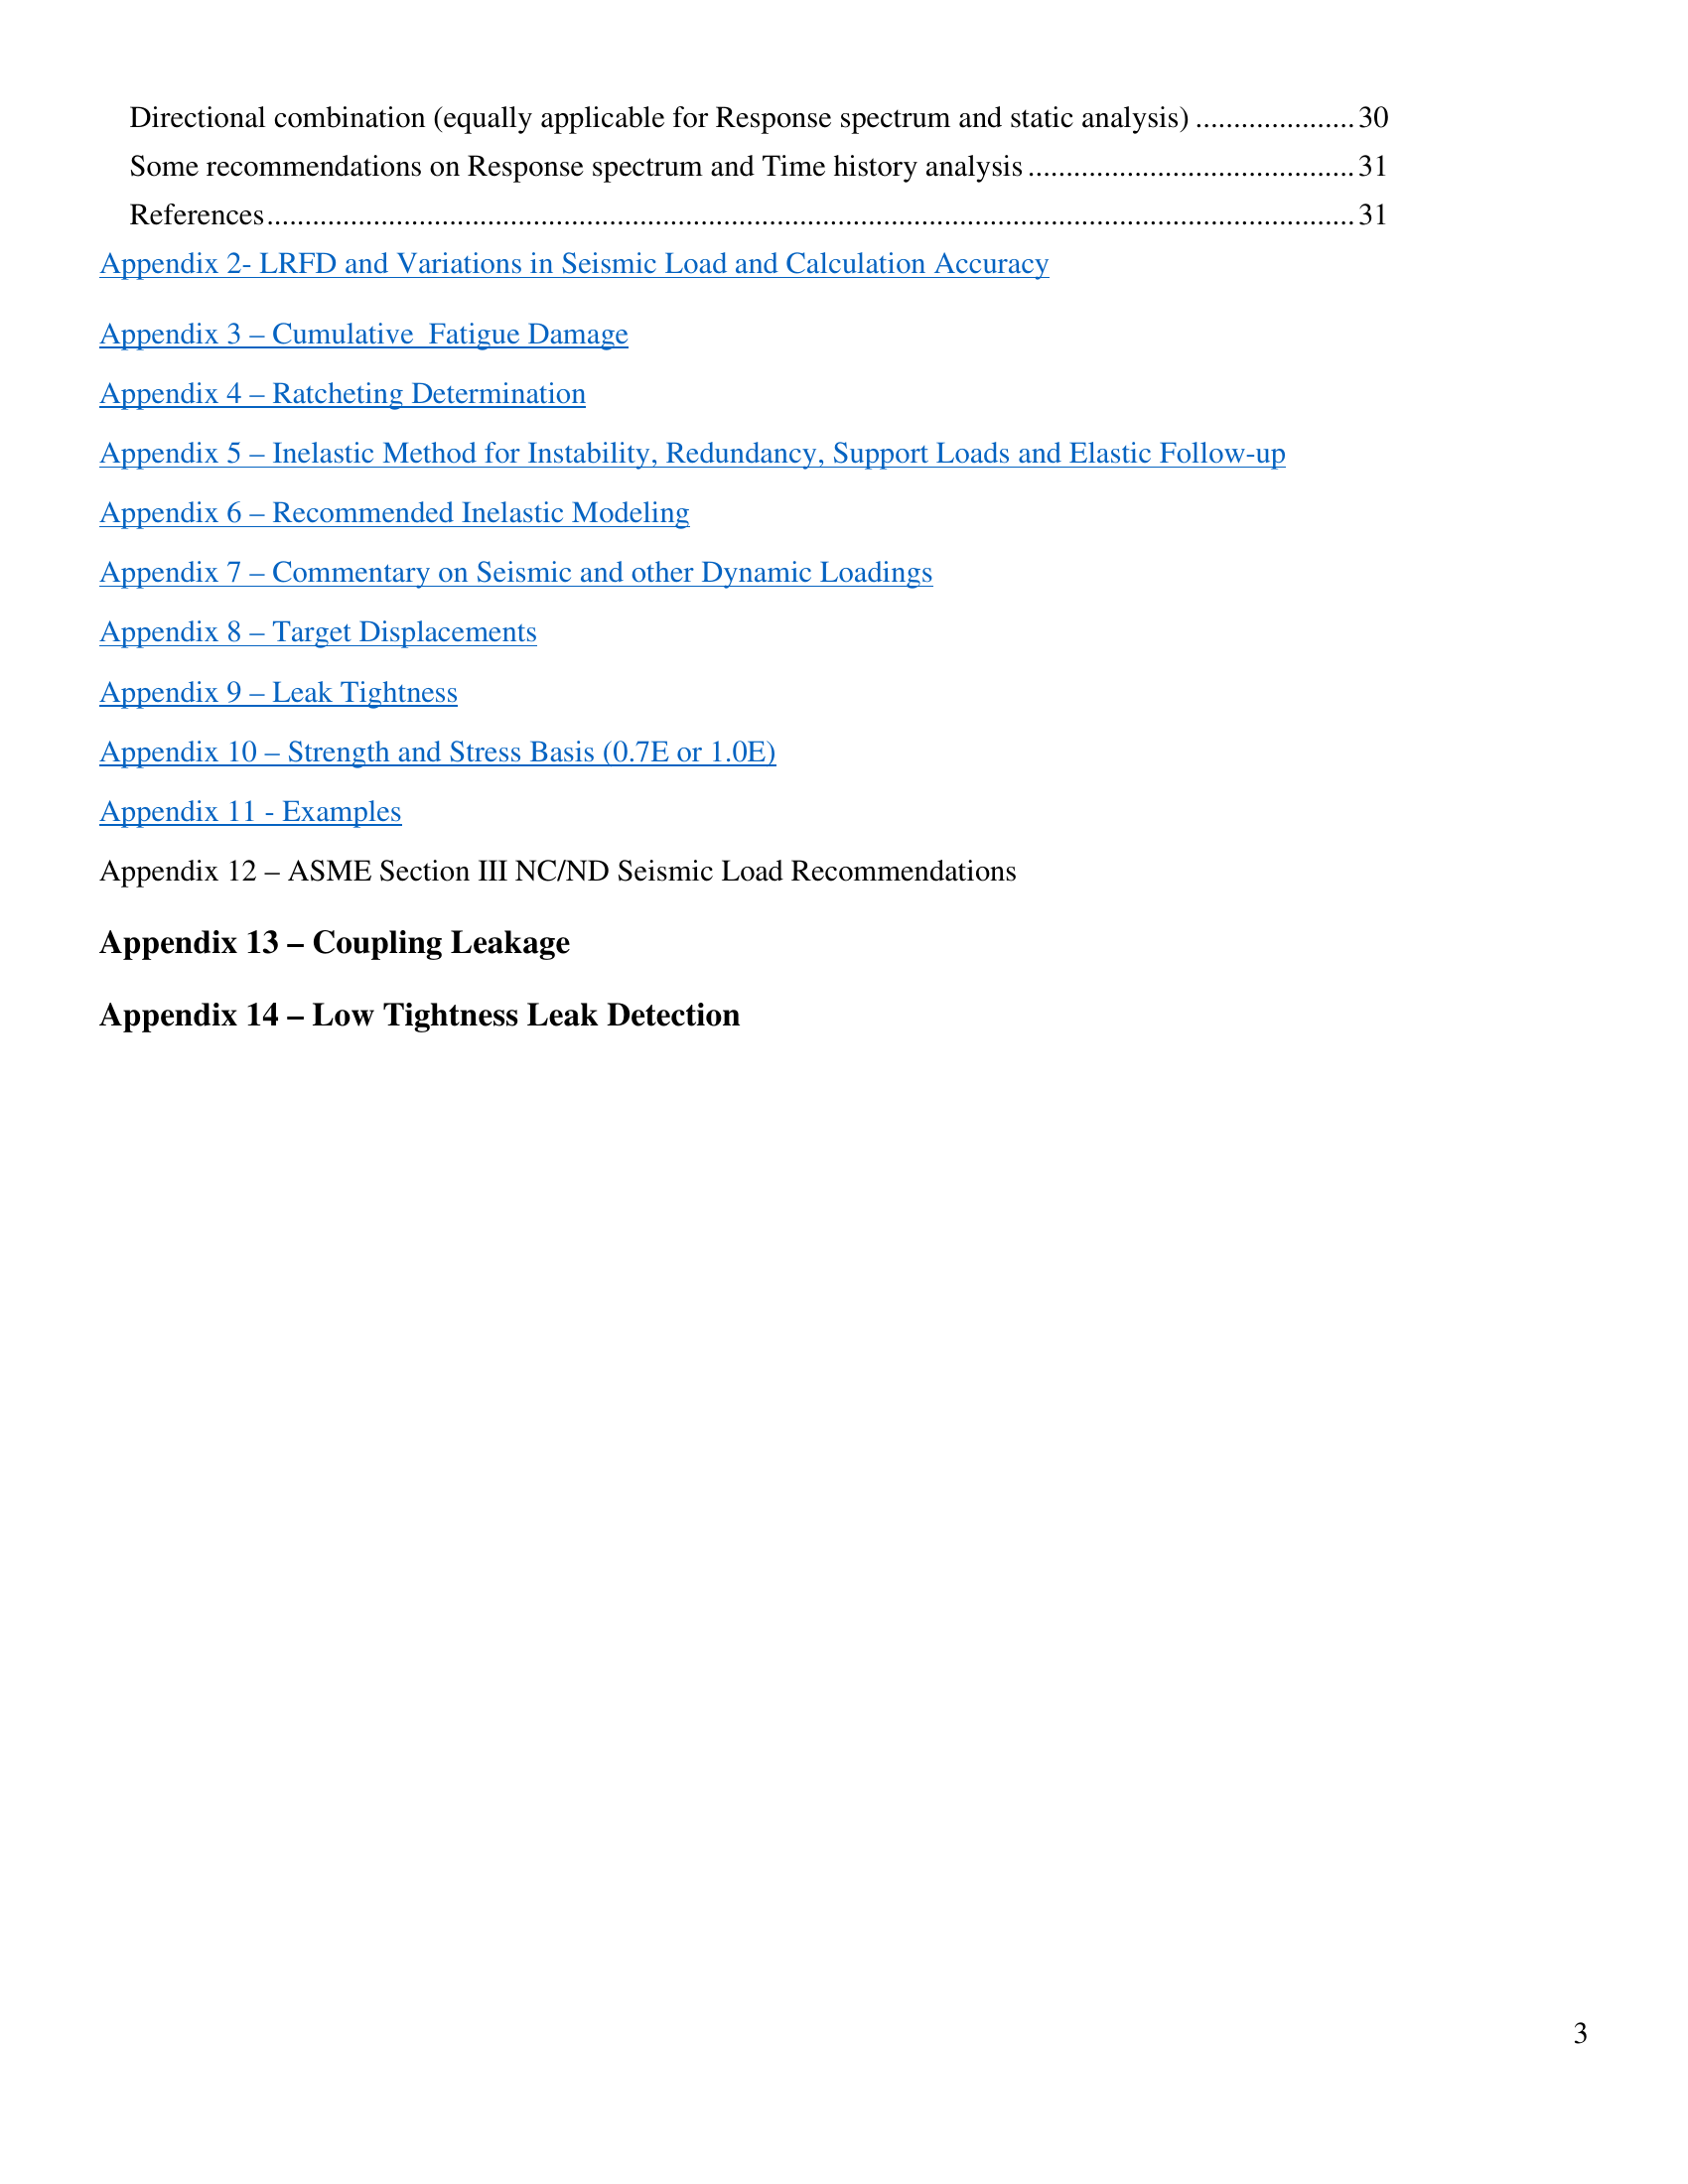 Directional combination (equally applicable for Response spectrum and static analysis) ..................... 30
Some recommendations on Response spectrum and Time history analysis ........................................... 31
References................................................................................................................................................ 31
Appendix 2- LRFD and Variations in Seismic Load and Calculation Accuracy
Appendix 3 – Cumulative  Fatigue Damage
Appendix 4 – Ratcheting Determination
Appendix 5 – Inelastic Method for Instability, Redundancy, Support Loads and Elastic Follow-up
Appendix 6 – Recommended Inelastic Modeling
Appendix 7 – Commentary on Seismic and other Dynamic Loadings
Appendix 8 – Target Displacements
Appendix 9 – Leak Tightness
Appendix 10 – Strength and Stress Basis (0.7E or 1.0E)
Appendix 11 - Examples
Appendix 12 – ASME Section III NC/ND Seismic Load Recommendations
Appendix 13 – Coupling Leakage
Appendix 14 – Low Tightness Leak Detection
3